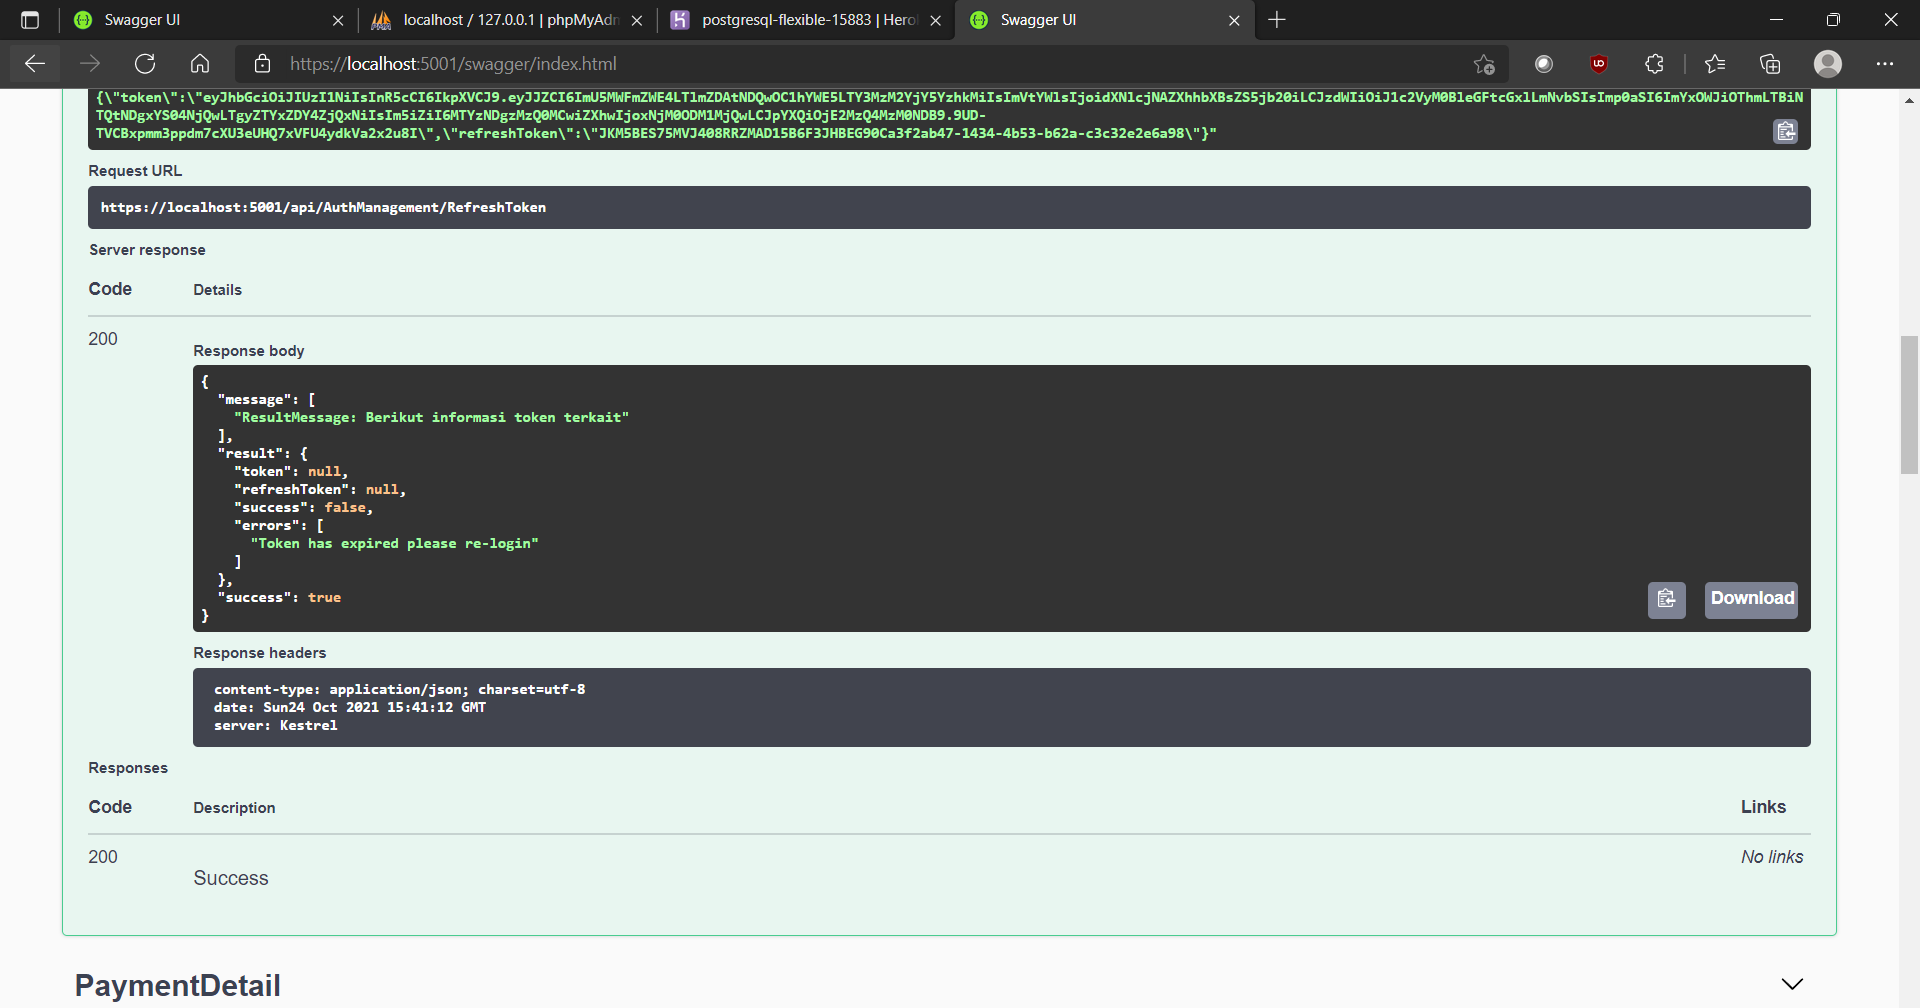 Swagger UI
localhost / 127.0.0.1 | phpMyAdm
postgresql-flexible-15883 | Hero
Swagger UI
https://localhost:5001/swagger/index.html
TVCBxpmm3ppdm7cXU3eUHQ7xVFU4ydkVa2x2u8I\",\"refreshToken\":\"JKM5BES75MVJ408RRZMAD15B6F3JHBEG90Ca3f2ab47-1434-4b53-b62a-c3c32e2e6a98\"}"
Request URL
https://localhost:5001/api/AuthManagement/RefreshToken
Server response
Code Details
200
Response body
{
"message": [
"ResultMessage: Berikut informasi token terkait"
],
"result": {
"token": null,
"refreshToken": null,
"success": false,
"errors": [
"Token has expired please re-login"
]
},
"success": true
}
Download
Response headers
content-type: application/json; charset=utf-8
date: Sun24 Oct 2021 15:41:12 GMT
server: Kestrel
Responses
Code Description Links
200 No links
Success
PaymentDetail